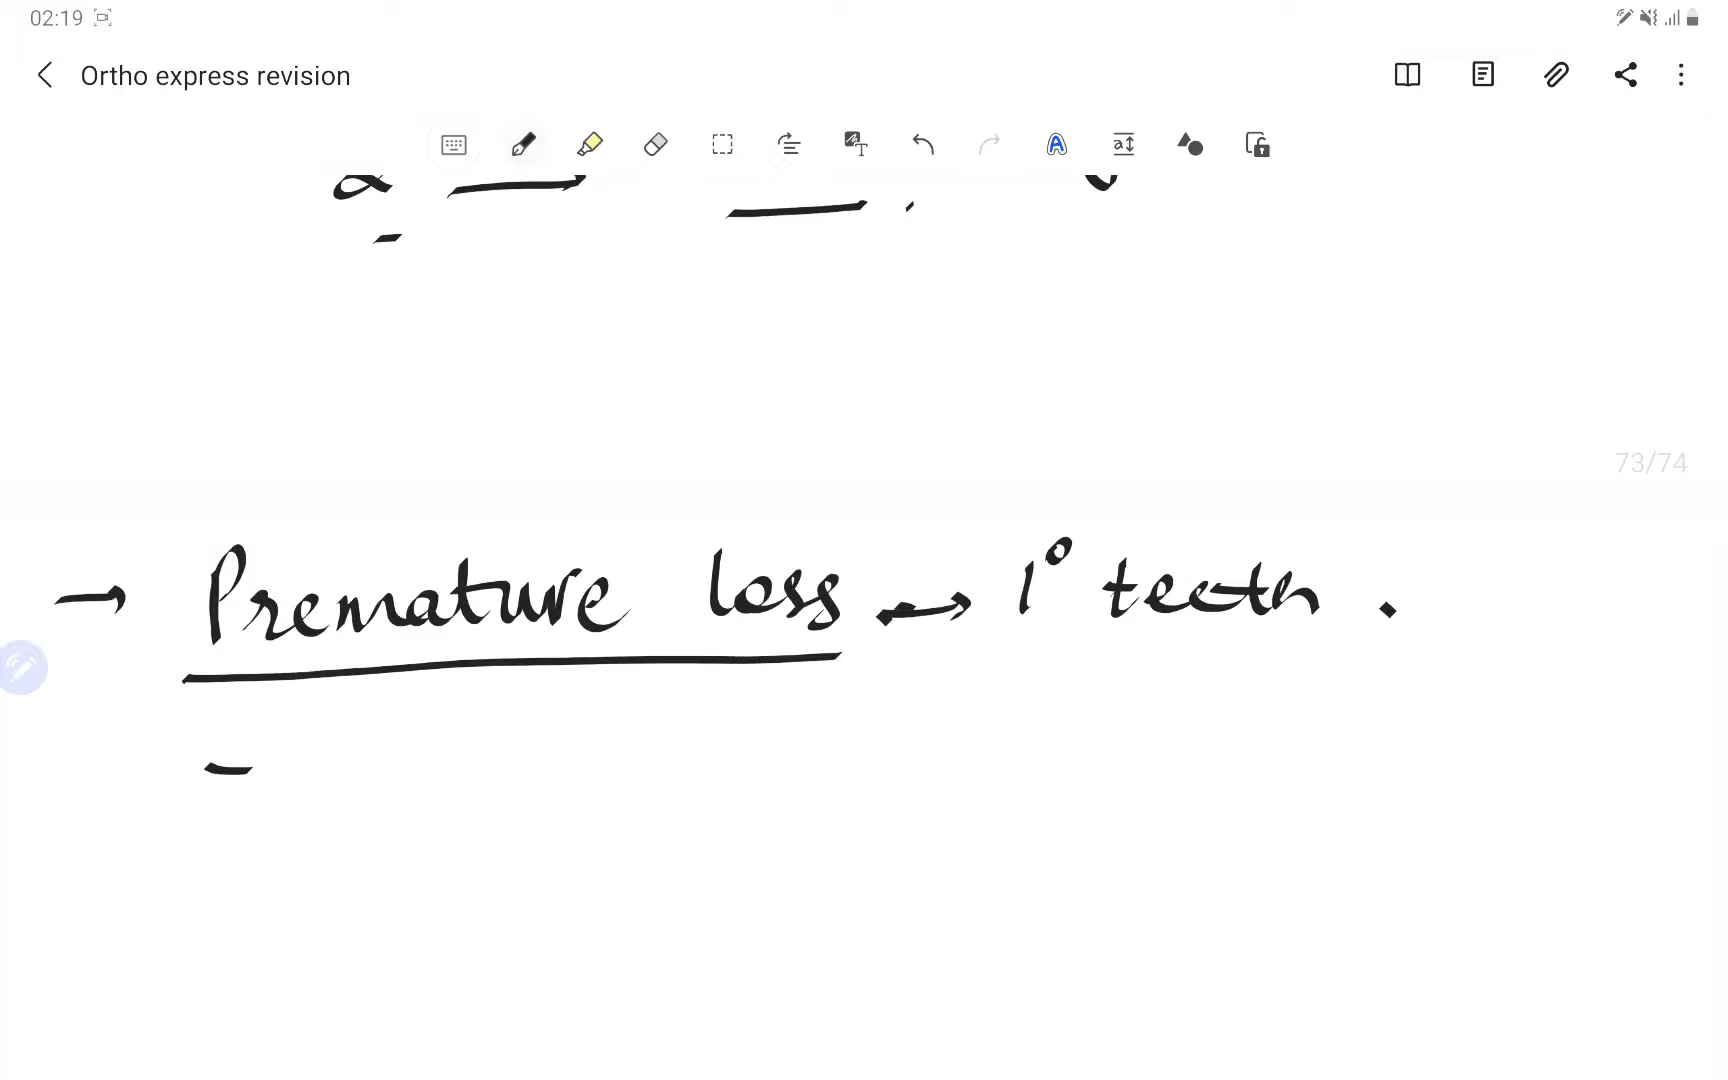 02:19
Ortho express revision
73/74
→ Premature loss → 1° teeth .
-